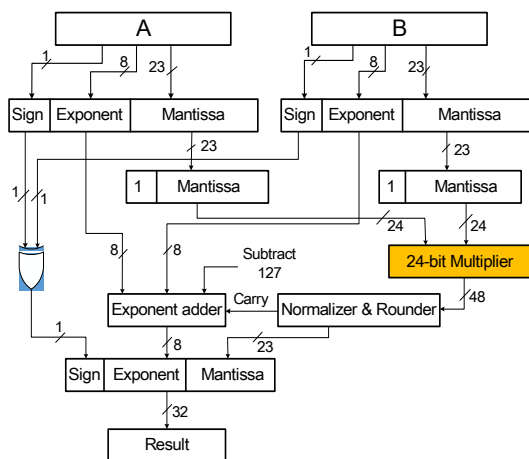 A
B
1
8
23
1
8
23
Sign
Exponent
Mantissa
Sign
Exponent
Mantissa
23
23
1
Mantissa
1
Mantissa
1
1
24
24
8
8
Subtract
127
24-bit Multiplier
48
Exponent adder
Carry
Normalizer & Rounder
1
8
23
Sign
Exponent
Mantissa
32
Result